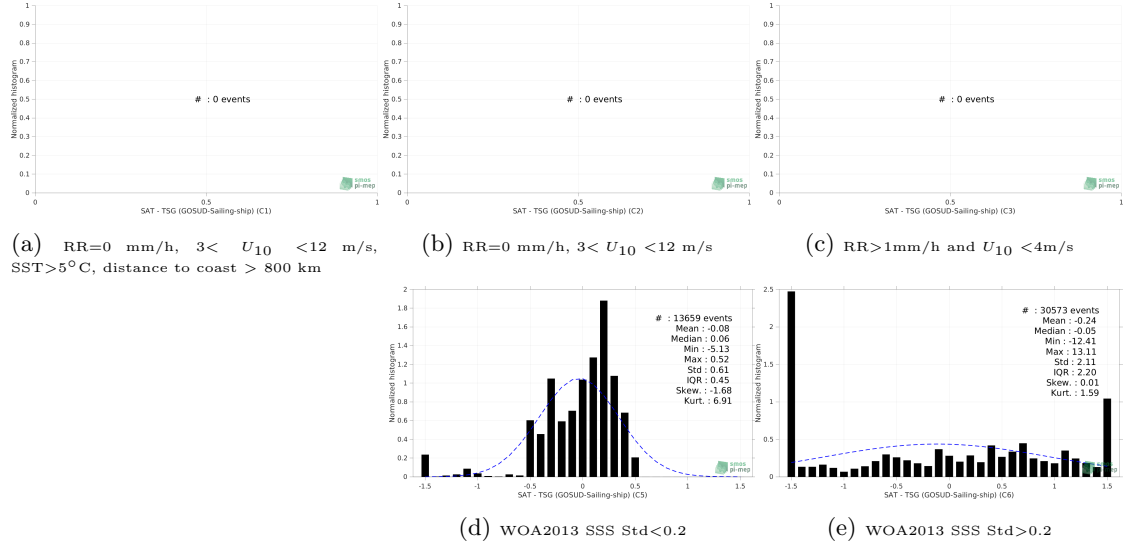 1
0.9
0.8
0.7
0.6
0.5
0.4
0.3
0.2
0.1
0
Normalized histogram
# : 0 events
smos
pi-mep
0 0.5 1
SAT - TSG (GOSUD-Sailing-ship) (C1)
(a) RR=0 mm/h, 3< U10 <12 m/s,
SST>5°C, distance to coast > 800 km
1
0.9
0.8
0.7
0.6
0.5
0.4
0.3
0.2
0.1
0
Normalized histogram
# : 0 events
smos
pi-mep
0 0.5 1
SAT - TSG (GOSUD-Sailing-ship) (C2)
(b) RR=0 mm/h, 3< U10 <12 m/s
1
0.9
0.8
0.7
0.6
0.5
0.4
0.3
0.2
0.1
0
Normalized histogram
# : 0 events
smos
pi-mep
0 0.5 1
SAT - TSG (GOSUD-Sailing-ship) (C3)
(c) RR>1mm/h and U10 <4m/s
2
1.8
1.6
1.4
1.2
1
0.8
0.6
0.4
0.2
0
Normalized histogram
# : 13659 events
Mean : -0.08
Median : 0.06
Min : -5.13
Max : 0.52
Std : 0.61
IQR : 0.45
Skew. : -1.68
Kurt. : 6.91
smos
pi-mep
-1.5 -1 -0.5 0 0.5 1 1.5
SAT - TSG (GOSUD-Sailing-ship) (C5)
(d) WOA2013 SSS Std<0.2
2.5
2
1.5
1
0.5
0
Normalized histogram
# : 30573 events
Mean : -0.24
Median : -0.05
Min : -12.41
Max : 13.11
Std : 2.11
IQR : 2.20
Skew. : 0.01
Kurt. : 1.59
smos
pi-mep
-1.5 -1 -0.5 0 0.5 1 1.5
SAT - TSG (GOSUD-Sailing-ship) (C6)
(e) WOA2013 SSS Std>0.2